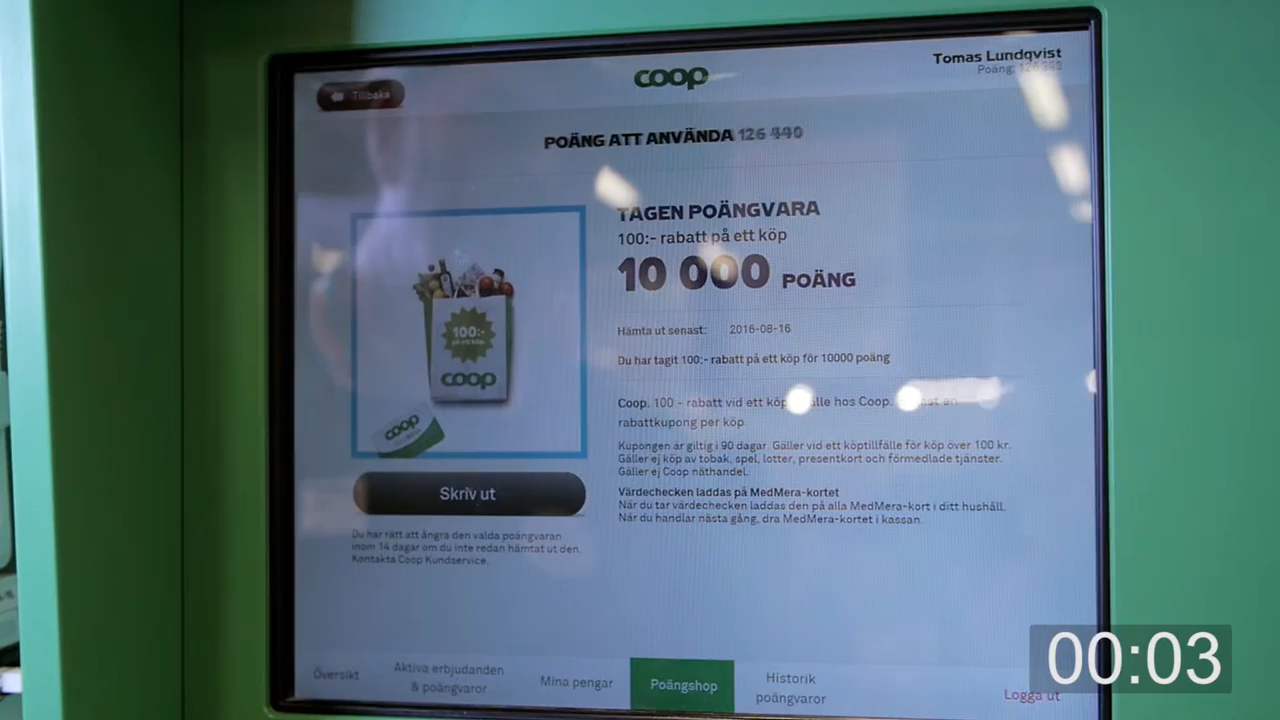 Tillbaka
coop
Tomas Lundqvist
Poäng:
POÄNG ATT ANVÄNDA 126 440
TAGEN POÄNGVARA
100:- rabatt på ett köp
10 000 POÄNG
Hämta ut senast: 2016-08-16
Du har tagit 100:- rabatt på ett köp för 10000 poäng
100:-
på ett köp
coop
coop
Coop. 100 - rabatt vid ett hos Coop. en
rabattkupong per köp
Kupongen är giltig i 90 dagar. Gäller vid ett köptillfälle för köp över 100 kr.
Gäller ej köp av tobak, spel, lotter, presentkort och förmedlade tjänster.
Gäller ej Coop näthandel.
Värdechecken laddas på MedMera-kortet
När du tar värdechecken laddas den på alla MedMera-kort i ditt hushåll.
När du handlar nästa gång, dra MedMera-kortet i kassan.
Skriv ut
Du har rätt att ångra den valda poängvaran
inom 14 dagar om du inte redan hämtat ut den.
Kontakta Coop Kundservice.
Översikt
Aktiva erbjudanden
& poängvaror
Mina pengar
Poängshop
Historik
poängvaror
Logga ut
00:03